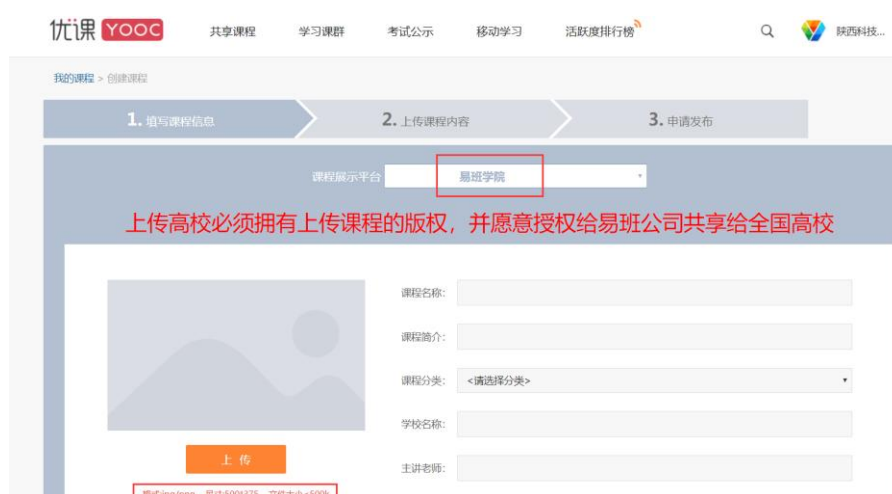 优课 YOOC 共享课程 学习课群 考试公示 移动学习 活跃度排行榜 陕西科技...
我的课程 > 创建课程
1. 填写课程信息 2. 上传课程内容 3. 申请发布
课程展示平台 易班学院
上传高校必须拥有上传课程的版权，并愿意授权给易班公司共享给全国高校
课程名称:
课程简介:
课程分类: <请选择分类>
学校名称:
上 传
主讲老师: